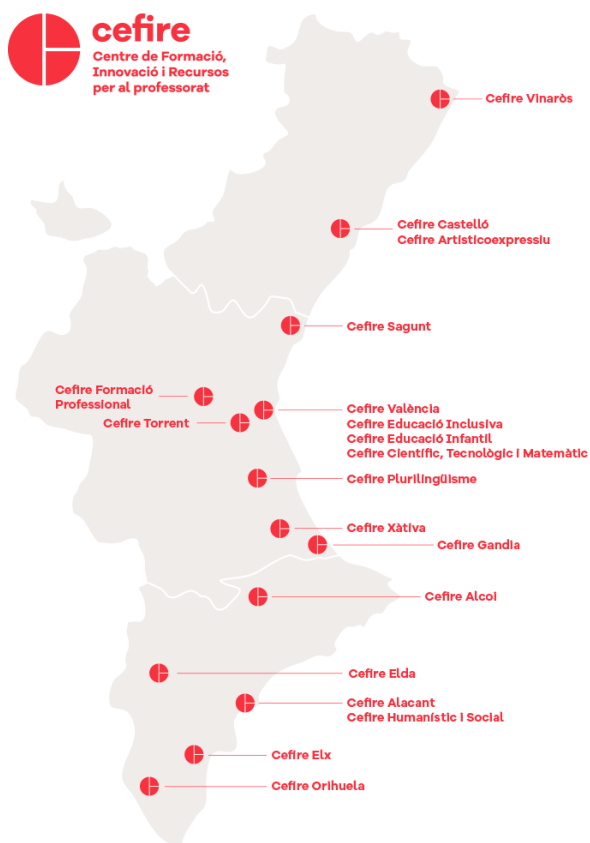 cefire
Centre de Formació,
Innovació i Recursos
per al professorat
Cefire Vinaròs
Cefire Castelló
Cefire Artísticoexpressiu
Cefire Sagunt
Cefire Formació
Professional
Cefire Torrent
Cefire València
Cefire Educació Inclusiva
Cefire Educació Infantil
Cefire Científic, Tecnològic i Matemàtic
Cefire Plurilingüisme
Cefire Xàtiva
Cefire Gandia
Cefire Alcoi
Cefire Elda
Cefire Alacant
Cefire Humanístic i Social
Cefire Elx
Cefire Orihuela